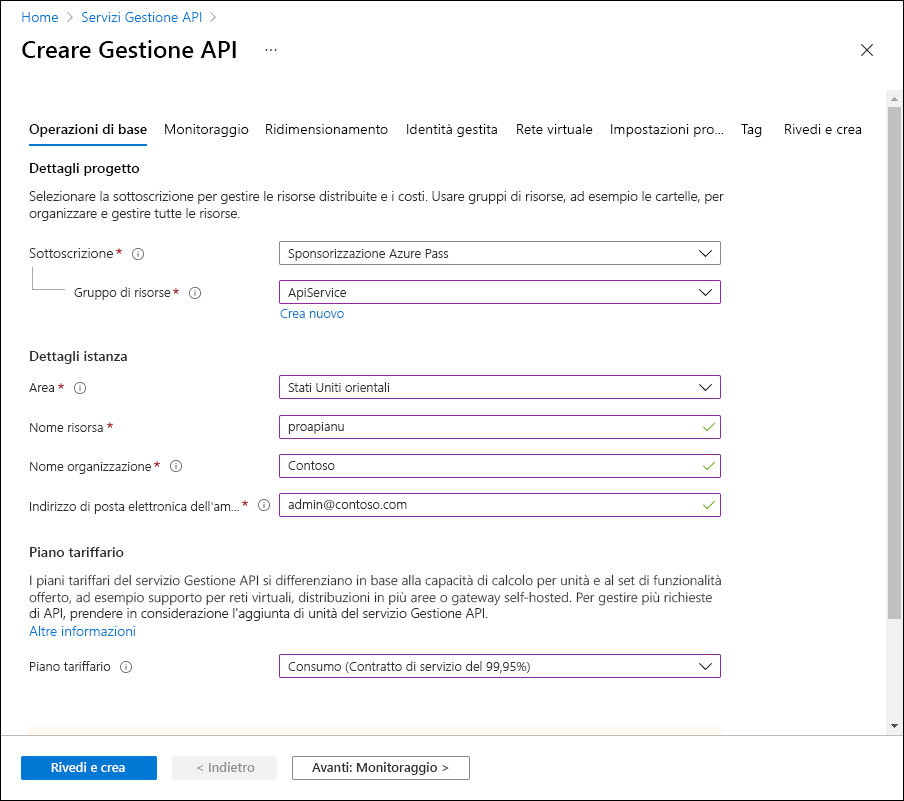 Home > Servizi Gestione API >
Creare Gestione API ...
Operazioni di base Monitoraggio Ridimensionamento Identità gestita Rete virtuale Impostazioni pro... Tag Rivedi e crea
Dettagli progetto
Selezionare la sottoscrizione per gestire le risorse distribuite e i costi. Usare gruppi di risorse, ad esempio le cartelle, per
organizzare e gestire tutte le risorse.
Sottoscrizione * Sponsorizzazione Azure Pass
Gruppo di risorse * ApiService
Crea nuovo
Dettagli istanza
Area * Stati Uniti orientali
Nome risorsa * proapianu
Nome organizzazione * Contoso
Indirizzo di posta elettronica dell'am... * admin@contoso.com
Piano tariffario
I piani tariffari del servizio Gestione API si differenziano in base alla capacità di calcolo per unità e al set di funzionalità
offerto, ad esempio supporto per reti virtuali, distribuzioni in più aree o gateway self-hosted. Per gestire più richieste
di API, prendere in considerazione l'aggiunta di unità del servizio Gestione API.
Altre informazioni
Piano tariffario Consumo (Contratto di servizio del 99,95%)
Rivedi e crea < Indietro Avanti: Monitoraggio >